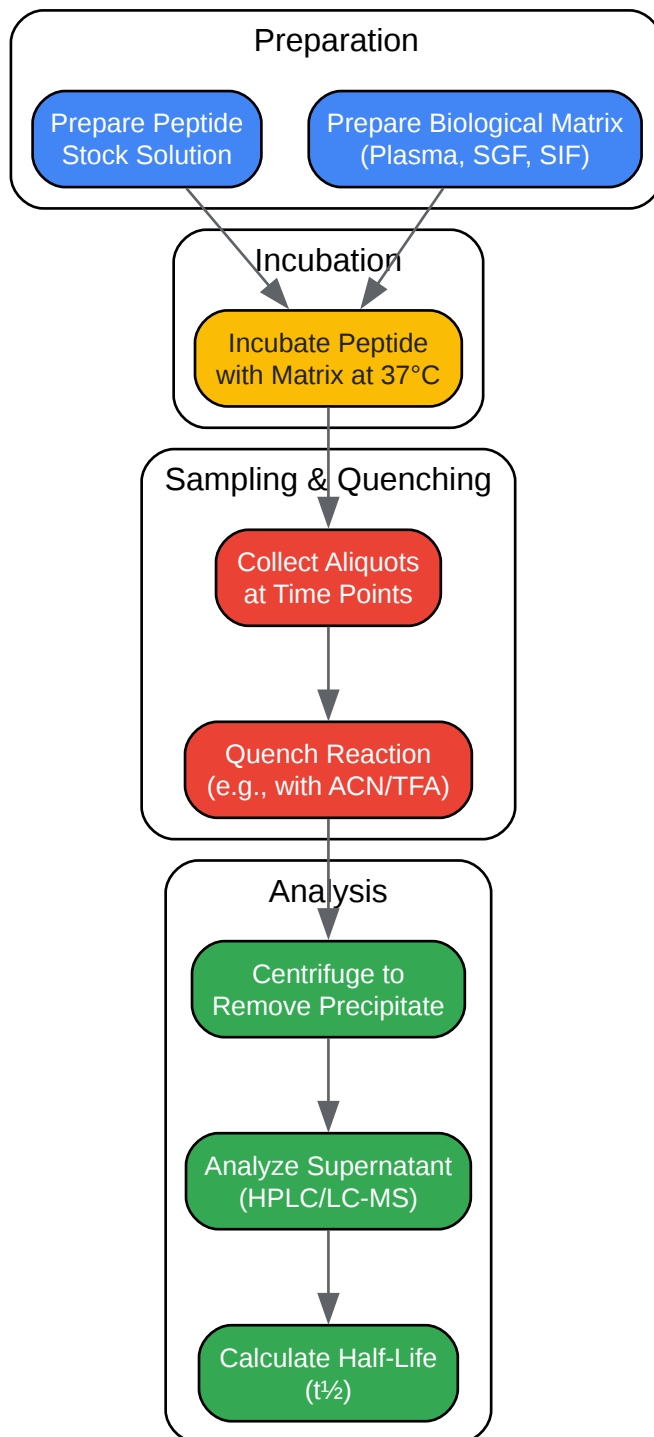 Preparation
Prepare Peptide
Stock Solution
Prepare Biological Matrix
(Plasma, SGF, SIF)
Incubation
Incubate Peptide
with Matrix at 37°C
Sampling & Quenching
Collect Aliquots
at Time Points
Quench Reaction
(e.g., with ACN/TFA)
Analysis
Centrifuge to
Remove Precipitate
Analyze Supernatant
(HPLC/LC-MS)
Calculate Half-Life
(t½)